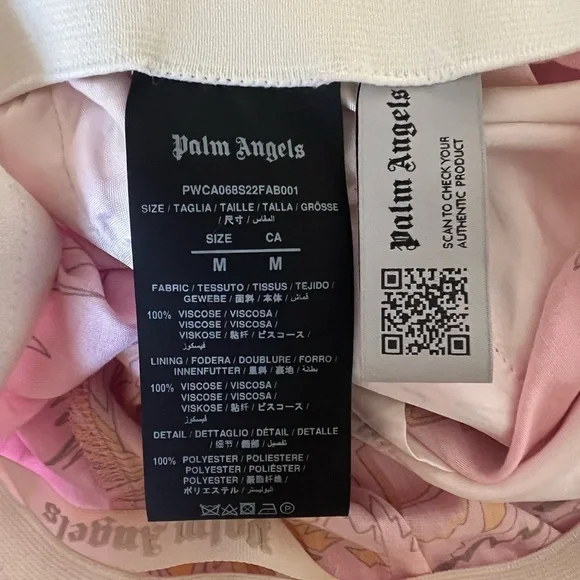 Palm Angels
PWCA068S22FAB001
SIZE / TAGLIA / TAILLE / TALLA / GRÖSSE
/ 尺寸 / المقاس /
SIZE CA
M M
FABRIC / TESSUTO / TISSUS / TEJIDO /
GEWEBE / 面料 / 本体 / قماش
100% VISCOSE / VISCOSA /
VISCOSE / VISCOSA /
VISKOSE / 粘纤 / ビスコース /
فيسكوز
LINING / FODERA / DOUBLURE / FORRO /
INNENFUTTER / 里料 / 裏地 / بطانة
100% VISCOSE / VISCOSA /
VISCOSE / VISCOSA /
VISKOSE / 粘纤 / ビスコース /
فيسكوز
DETAIL / DETTAGLIO / DÉTAIL / DETALLE
/ 细节 / 細部 / تفصيل
100% POLYESTER / POLIESTERE /
POLYESTER / POLIÉSTER /
POLYESTER / 聚酯纤维 /
ポリエステル / البوليستر
P
Palm Angels
SCAN TO CHECK YOUR
AUTHENTIC PRODUCT
Palm Angels